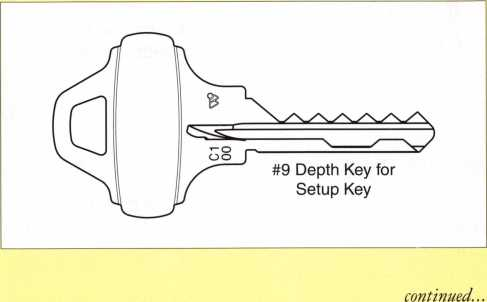 C1
00
#9 Depth Key for
Setup Key
continued...